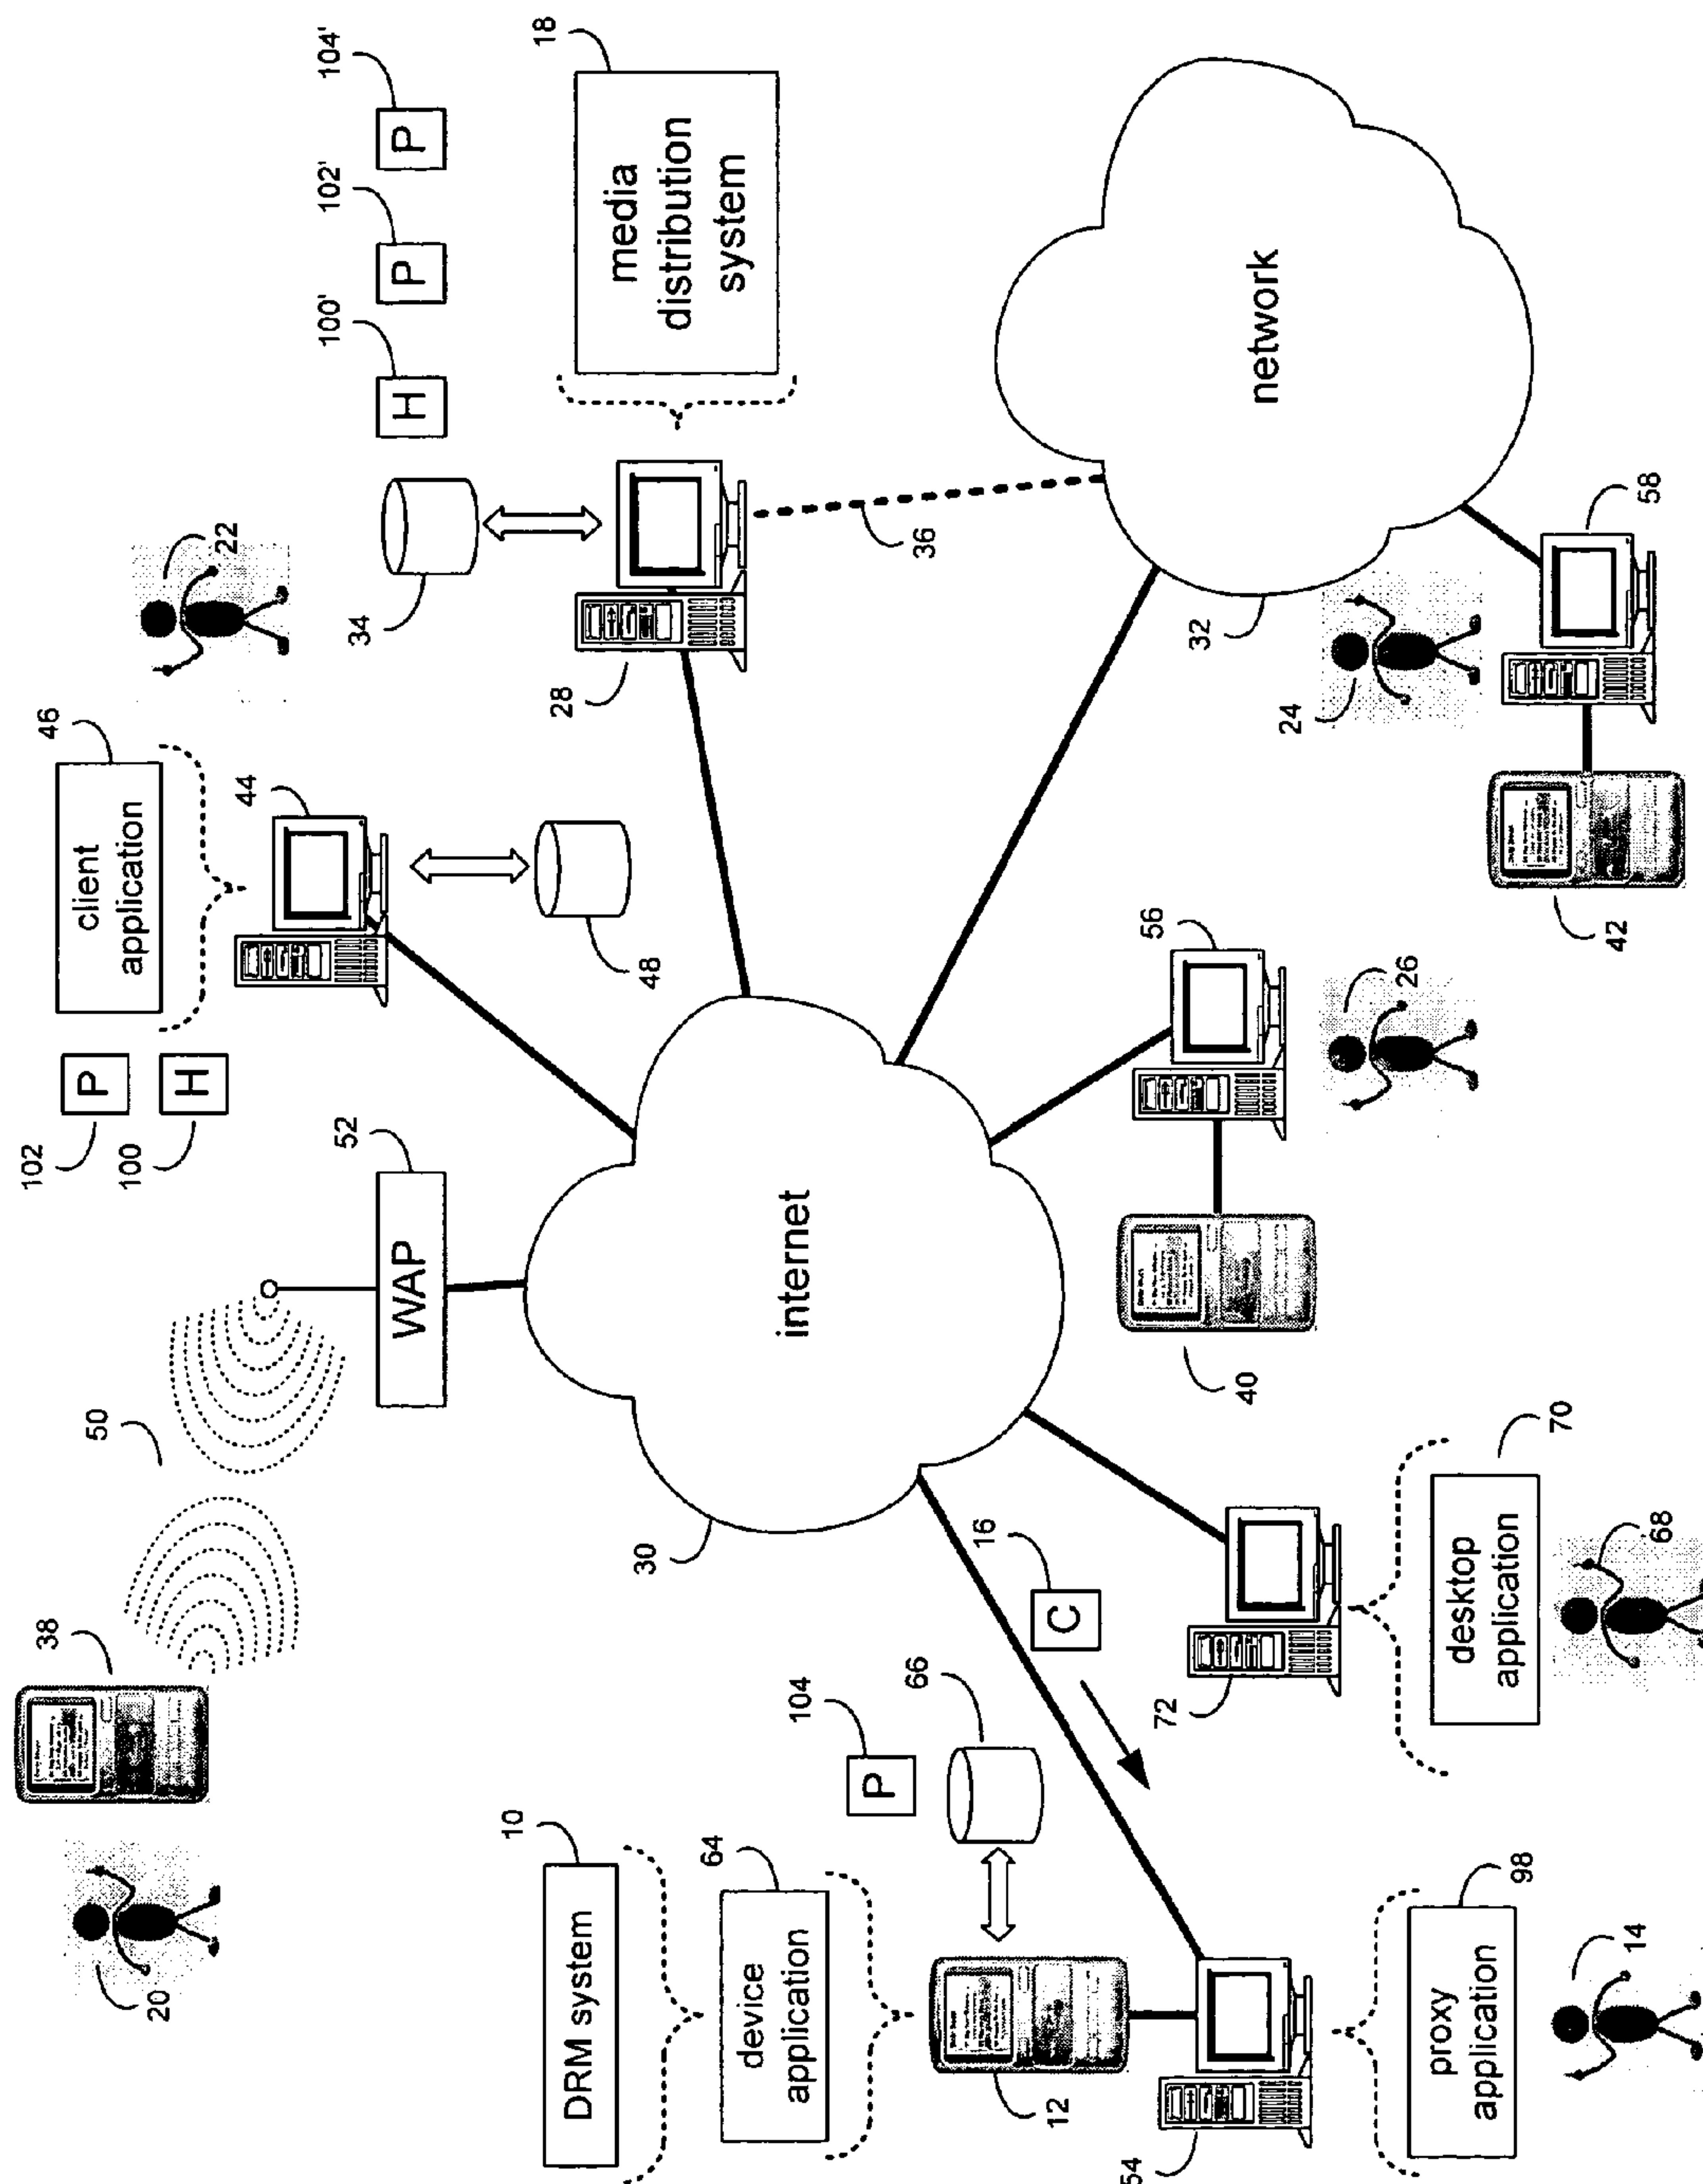 38
102
46
P
client
application
50
100
H
20
22
44
52
34
100'
102'
104'
WAP
H
P
P
10
18
28
DRM system
media
distribution
system
30
48
64
device
application
internet
104
P
36
66
16
12
C
54
72
56
32
40
network
24
26
proxy
application
desktop
application
98
70
14
68
42
58